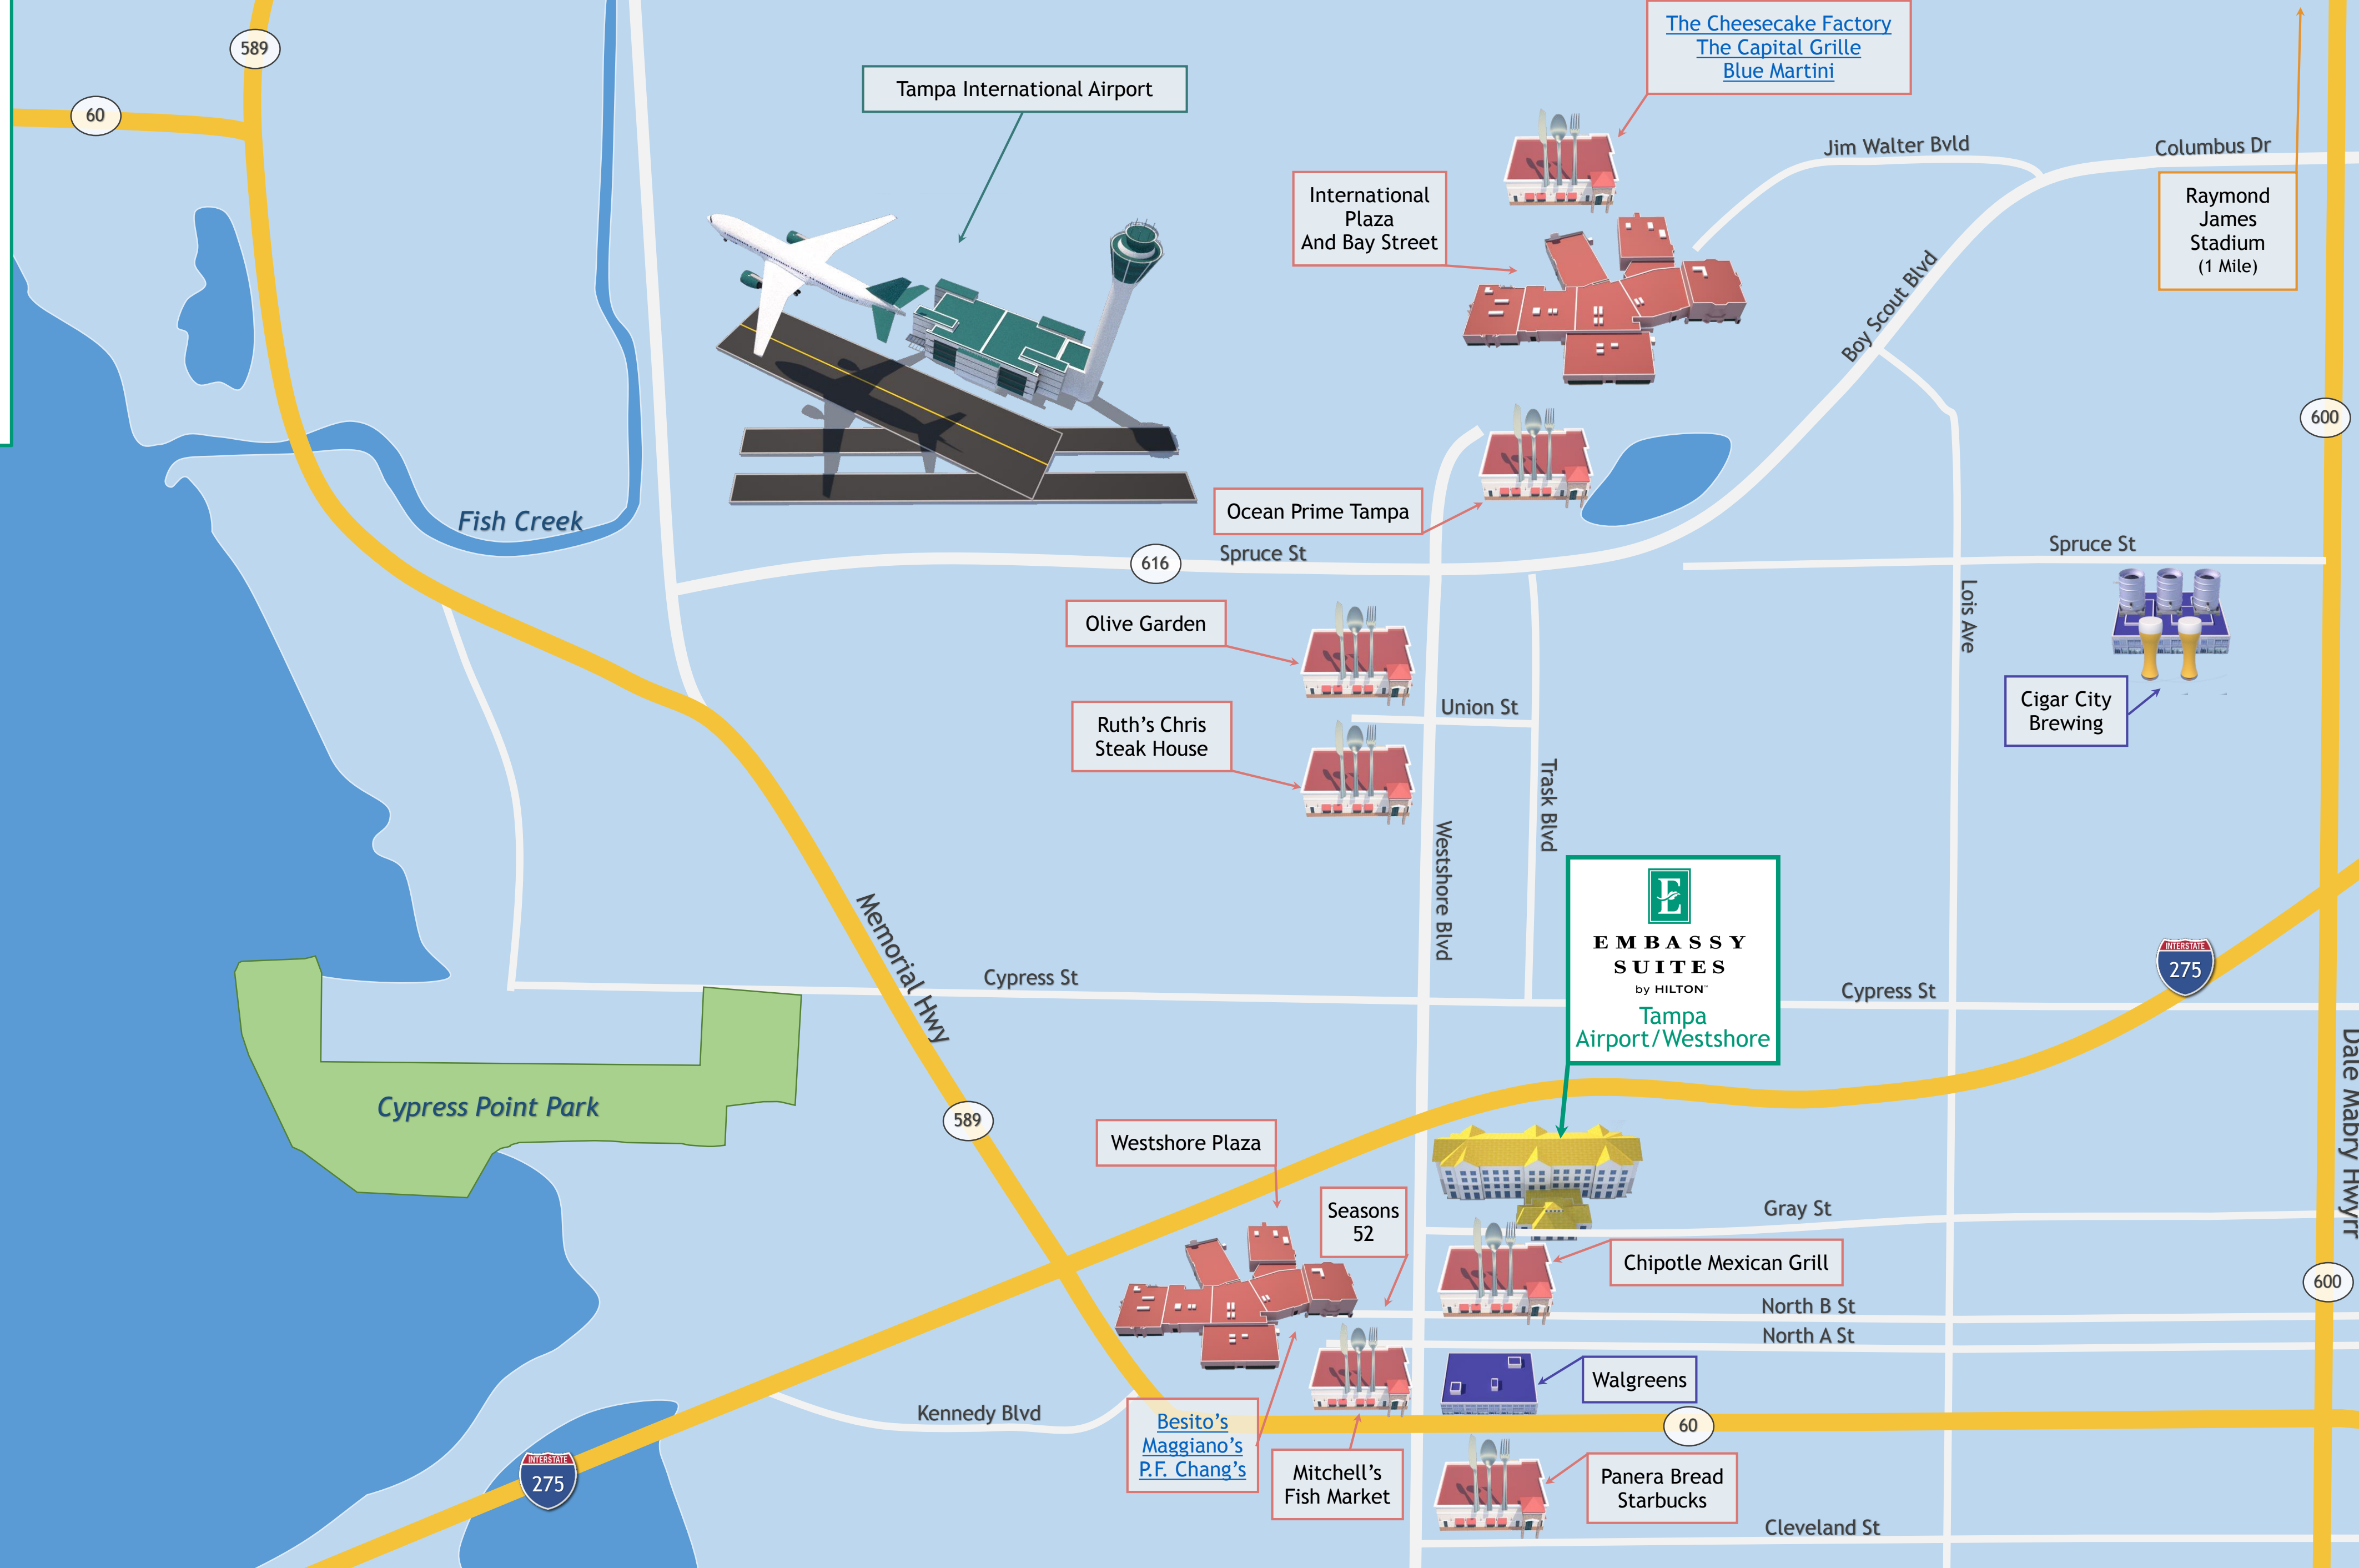 The Cheesecake Factory
The Capital Grille
Blue Martini
589
60
Tampa International Airport
Jim Walter Bvld
Columbus Dr
International
Plaza
And Bay Street
Raymond
James
Stadium
(1 Mile)
Boy Scout Blvd
600
Fish Creek
Ocean Prime Tampa
616
Spruce St
Spruce St
Olive Garden
Lois Ave
Union St
Ruth's Chris
Steak House
Cigar City
Brewing
Trask Blvd
Westshore Blvd
E
EMBASSY
SUITES
by HILTON™
Tampa
Airport/Westshore
Memorial Hwy
Cypress St
Cypress St
INTERSTATE
275
Dale Mabry Hwyrr
Cypress Point Park
589
Westshore Plaza
Seasons
52
Gray St
Chipotle Mexican Grill
600
North B St
North A St
Walgreens
Kennedy Blvd
Besito's
Maggiano's
P.F. Chang's
60
Mitchell's
Fish Market
Panera Bread
Starbucks
INTERSTATE
275
Cleveland St